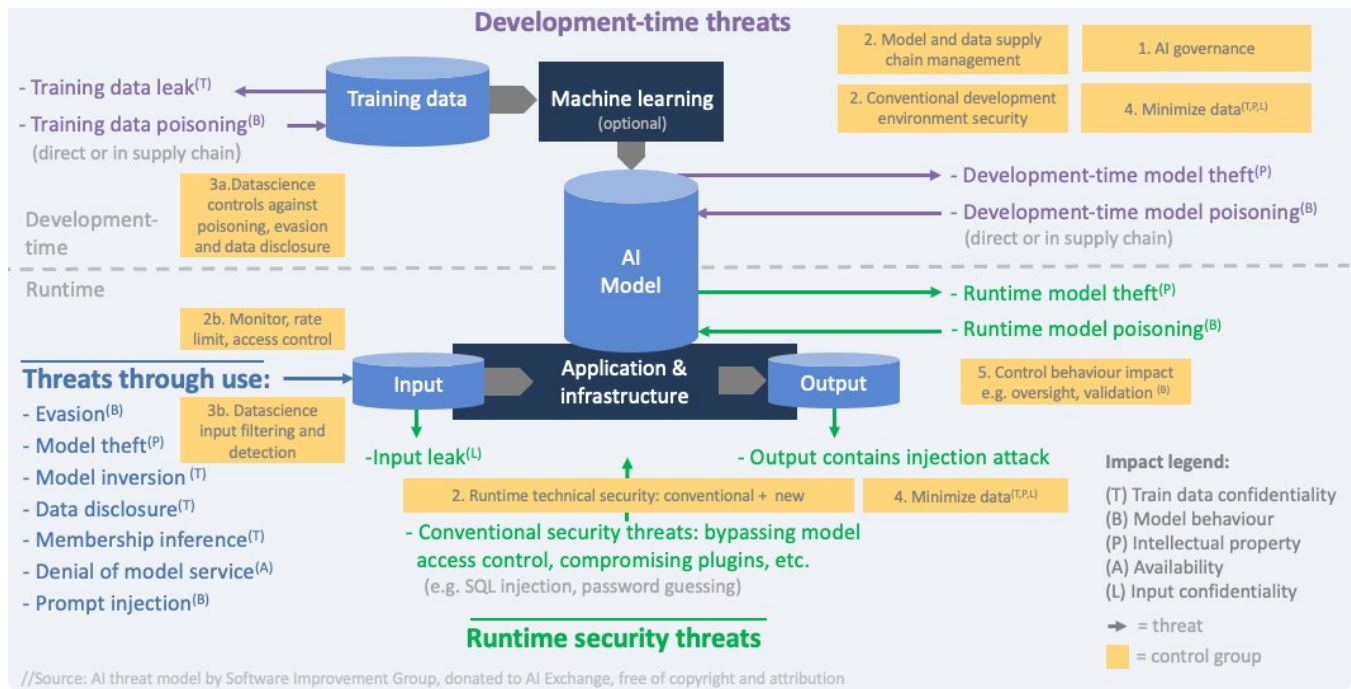 Development-time threats
2. Model and data supply
chain management
1. AI governance
2. Conventional development
environment security
4. Minimize data(T,P,L)
- Training data leak(T)
- Training data poisoning(B)
(direct or in supply chain)
Training data
Machine learning
(optional)
3a.Datascience
controls against
poisoning, evasion
and data disclosure
Development-
time
- Development-time model theft(P)
- Development-time model poisoning(B)
(direct or in supply chain)
AI
Model
Runtime
- Runtime model theft(P)
- Runtime model poisoning(B)
2b. Monitor, rate
limit, access control
Threats through use:
- Evasion(B)
- Model theft(P)
- Model inversion (T)
- Data disclosure(T)
- Membership inference(T)
- Denial of model service(A)
- Prompt injection(B)
3b. Datascience
input filtering and
detection
Input
Application &
infrastructure
Output
5. Control behaviour impact
e.g. oversight, validation (B)
-Input leak(L)
- Output contains injection attack
2. Runtime technical security: conventional + new
4. Minimize data(T,P,L)
- Conventional security threats: bypassing model
access control, compromising plugins, etc.
(e.g. SQL injection, password guessing)
Runtime security threats
Impact legend:
(T) Train data confidentiality
(B) Model behaviour
(P) Intellectual property
(A) Availability
(L) Input confidentiality
= threat
= control group
//Source: AI threat model by Software Improvement Group, donated to AI Exchange, free of copyright and attribution